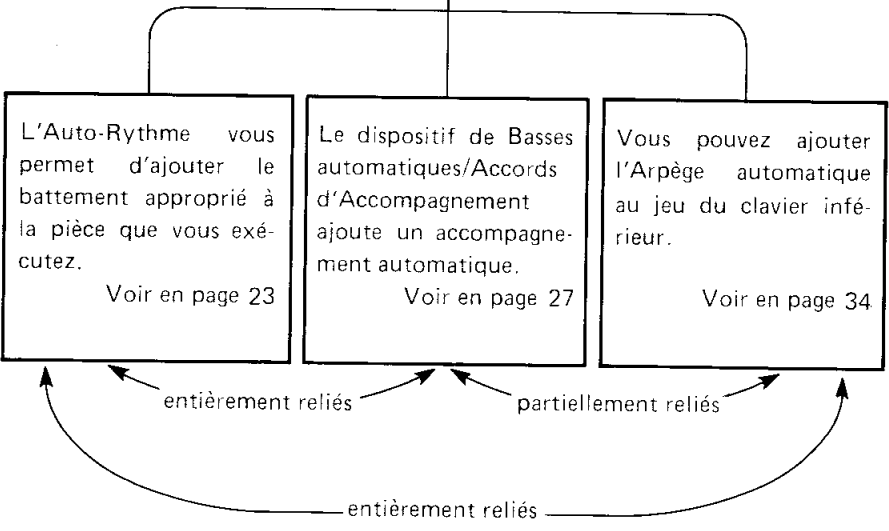 L'Auto-Rythme vous
permet d'ajouter le
battement approprié à
la pièce que vous exé-
cutez.
Voir en page 23
Le dispositif de Basses
automatiques/Accords
d'Accompagnement
ajoute un accompagne-
ment automatique.
Voir en page 27
Vous pouvez ajouter
l'Arpège automatique
au jeu du clavier infé-
rieur.
Voir en page 34
entièrement reliés
partiellement reliés
entièrement reliés